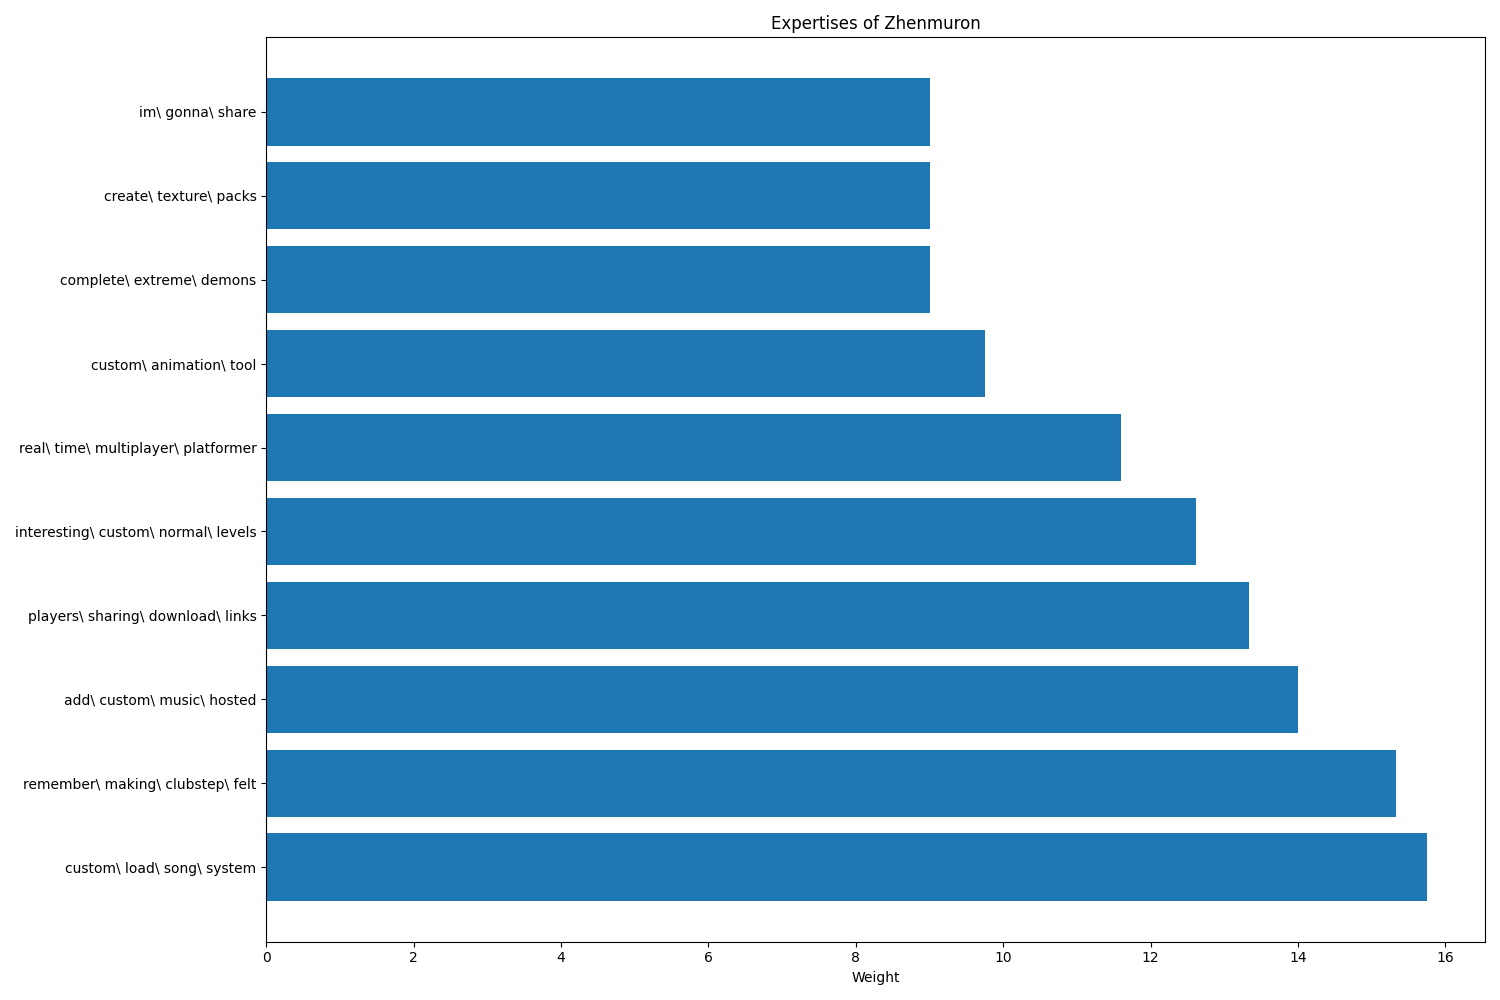 Expertises of Zhenmuron
im\ gonna\ share
create\ texture\ packs
complete\ extreme\ demons
custom\ animation\ tool
real\ time\ multiplayer\ platformer
interesting\ custom\ normal\ levels
players\ sharing\ download\ links
add\ custom\ music\ hosted
remember\ making\ clubstep\ felt
custom\ load\ song\ system
0 2 4 6 8 10 12 14 16
Weight